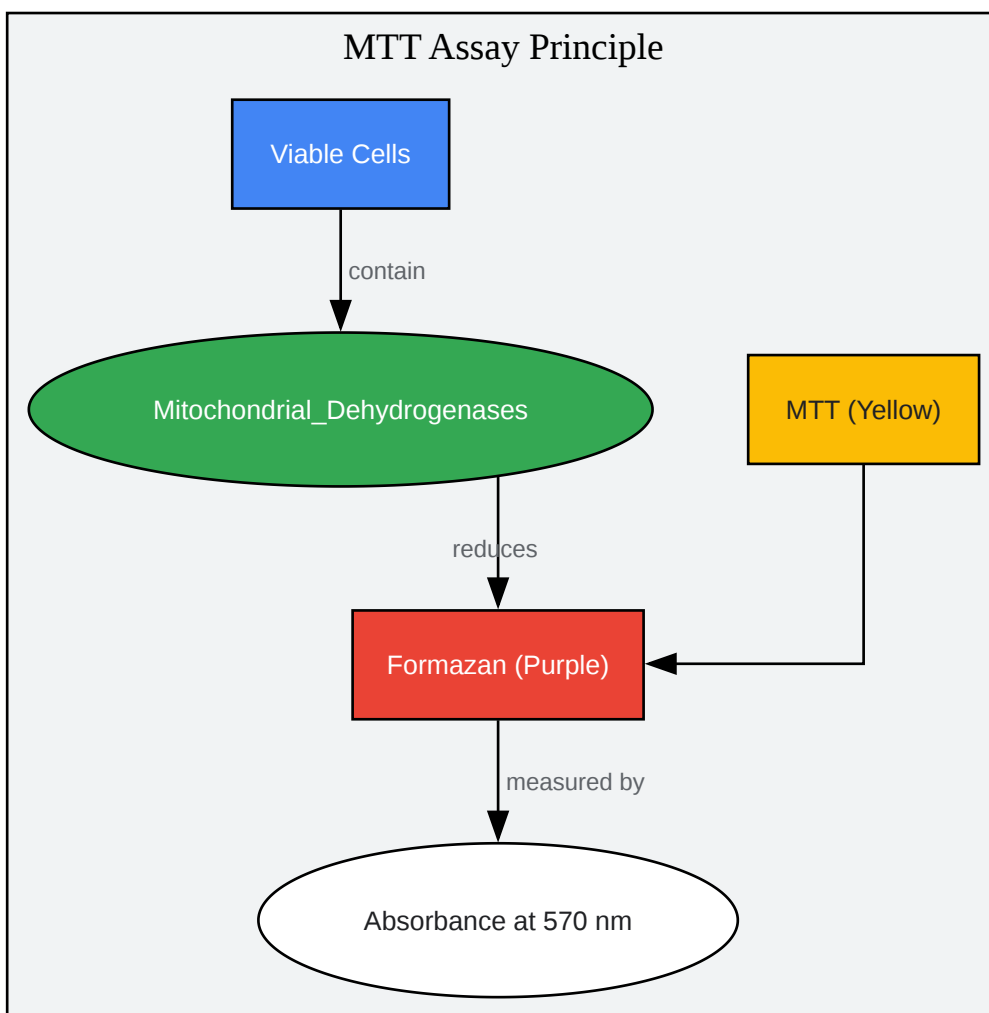 MTT Assay Principle
Viable Cells
contain
Mitochondrial_Dehydrogenases
MTT (Yellow)
reduces
Formazan (Purple)
measured by
Absorbance at 570 nm